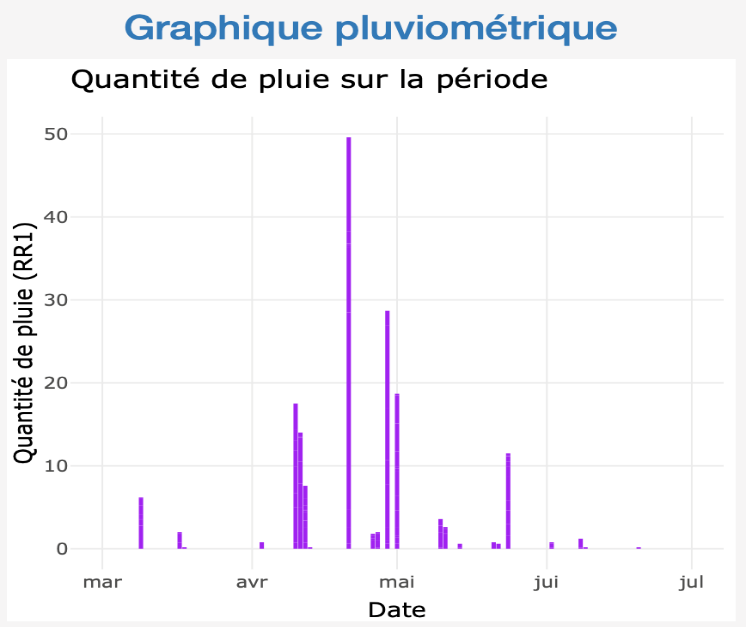 Graphique pluviométrique
Quantité de pluie sur la période
50
40
30
20
10
0
Quantité de pluie (RR1)
mar avr mai jui jul
Date